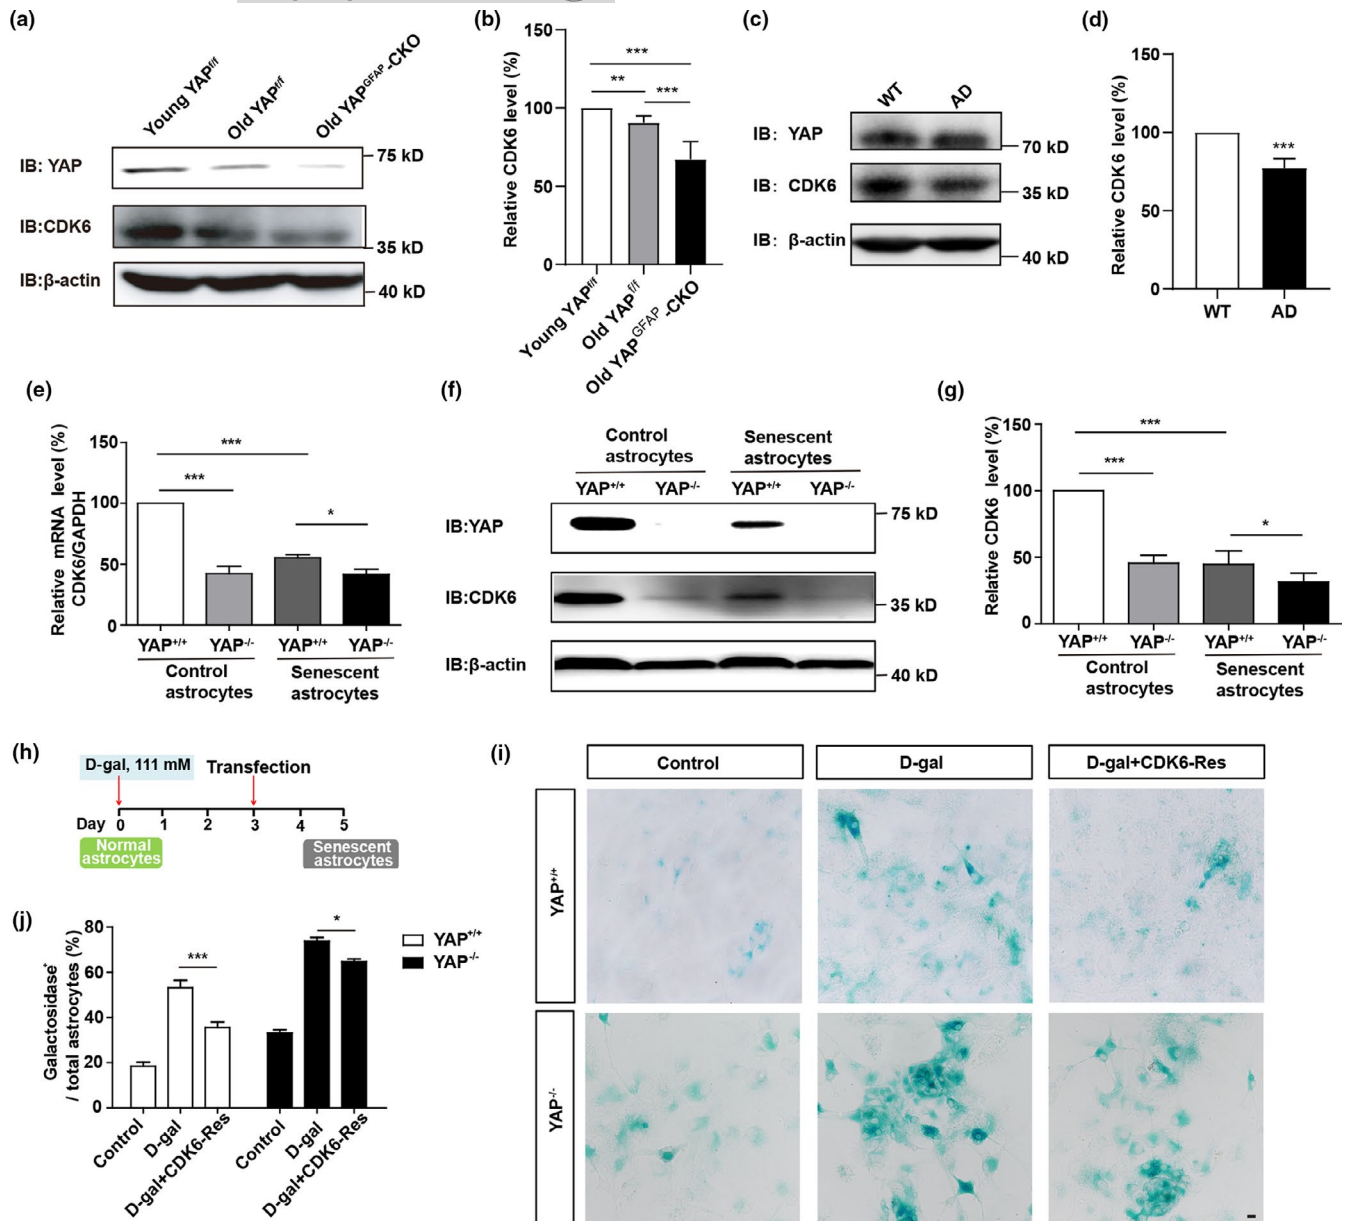 (a)
Young YAPf/f
Old YAPf/f
Old YAPGFAP-CKO
IB: YAP
75 kD
IB:CDK6
35 kD
IB:β-actin
40 kD
(b)
Relative CDK6 level (%)
150
100
50
0
***
**
***
Young YAPf/f
Old YAPf/f
Old YAPGFAP-CKO
(c)
WT
AD
IB: YAP
70 kD
IB: CDK6
35 kD
IB: β-actin
40 kD
(d)
Relative CDK6 level (%)
150
100
50
0
***
WT
AD
(e)
Relative mRNA level (%)
CDK6/GAPDH
150
100
50
0
***
***
*
YAP+/+ YAP-/- YAP+/+ YAP-/-
Control
astrocytes
Senescent
astrocytes
(f)
Control
astrocytes
Senescent
astrocytes
YAP+/+ YAP-/- YAP+/+ YAP-/-
IB:YAP
75 kD
IB:CDK6
35 kD
IB:β-actin
40 kD
(g)
Relative CDK6 level (%)
150
100
50
0
***
***
*
YAP+/+ YAP-/- YAP+/+ YAP-/-
Control
astrocytes
Senescent
astrocytes
(h)
D-gal, 111 mM
Transfection
Day 0 1 2 3 4 5
Normal
astrocytes
Senescent
astrocytes
(i)
Control
D-gal
D-gal+CDK6-Res
YAP+/+
YAP-/-
(j)
Galactosidase+
/ total astrocytes (%)
80
60
40
20
0
***
*
YAP+/+
YAP-/-
Control
D-gal
D-gal+CDK6-Res
Control
D-gal
D-gal+CDK6-Res